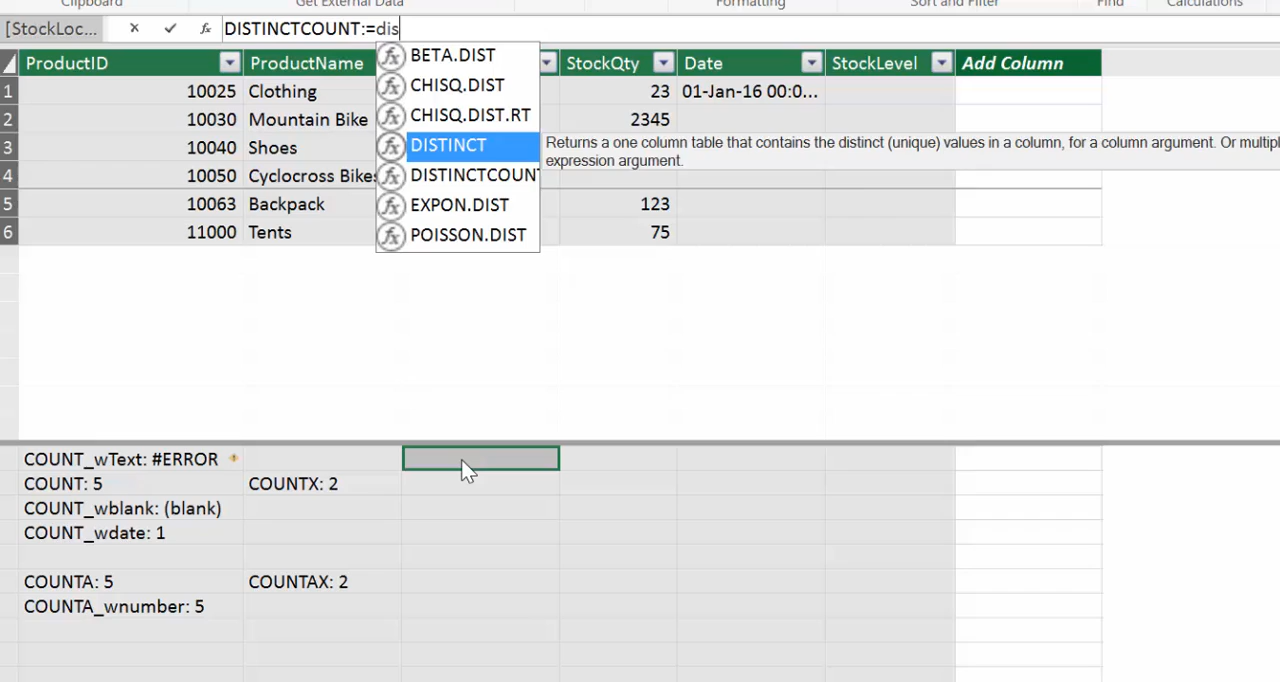 Clipboard Get External Data Formatting Sort and Filter Find Calculations
[StockLoc... DISTINCTCOUNT:=dis
ProductID ProductName StockQty Date StockLevel Add Column
BETA.DIST
CHISQ.DIST
CHISQ.DIST.RT
DISTINCT
DISTINCTCOUNT
EXPON.DIST
POISSON.DIST
Returns a one column table that contains the distinct (unique) values in a column, for a column argument. Or multipl
expression argument.
1 10025 Clothing 23 01-Jan-16 00:0...
2 10030 Mountain Bike 2345
3 10040 Shoes
4 10050 Cyclocross Bikes
5 10063 Backpack 123
6 11000 Tents 75
COUNT_wText: #ERROR
COUNT: 5 COUNTX: 2
COUNT_wblank: (blank)
COUNT_wdate: 1
COUNTA: 5 COUNTAX: 2
COUNTA_wnumber: 5